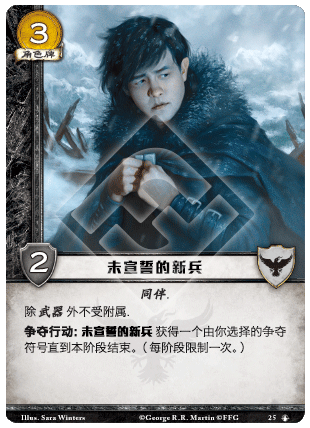 3
角色牌
2
未宣誓的新兵
同伴.
除 武器 外不受附属.
争夺行动: 未宣誓的新兵 获得一个由你选择的争夺
符号直到本阶段结束。（每阶段限制一次。）
Illus. Sara Winters ©George R.R. Martin ©FFG 25